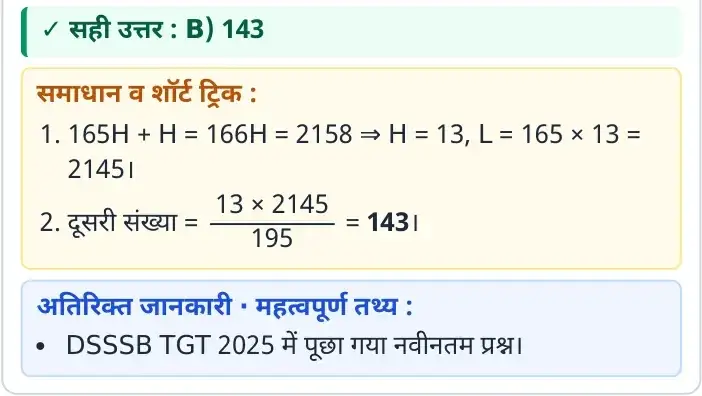 ✓ सही उत्तर : B) 143
समाधान व शॉर्ट ट्रिक :
1. 165H + H = 166H = 2158 ⇒ H = 13, L = 165 × 13 =
2145।
2. दूसरी संख्या = 13 × 2145 / 195 = 143।
अतिरिक्त जानकारी · महत्वपूर्ण तथ्य :
• DSSSB TGT 2025 में पूछा गया नवीनतम प्रश्न।